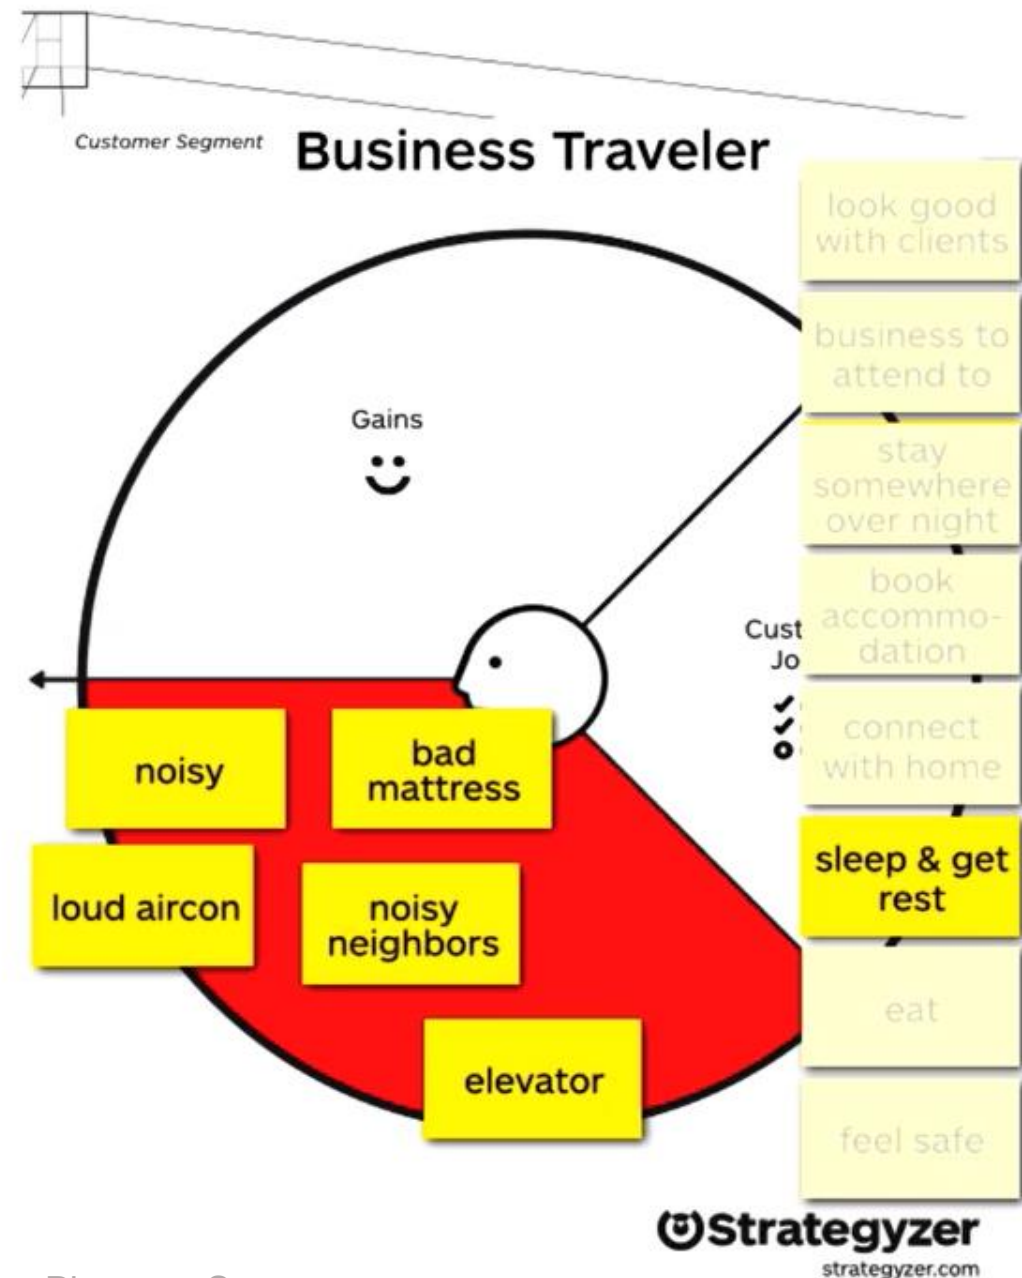 Customer Segment
Business Traveler
look good
with clients
business to
attend to
stay
somewhere
over night
book
accommo-
dation
connect
with home
sleep & get
rest
eat
feel safe
Gains
noisy
bad
mattress
loud aircon
noisy
neighbors
elevator
Strategyzer
strategyzer.com